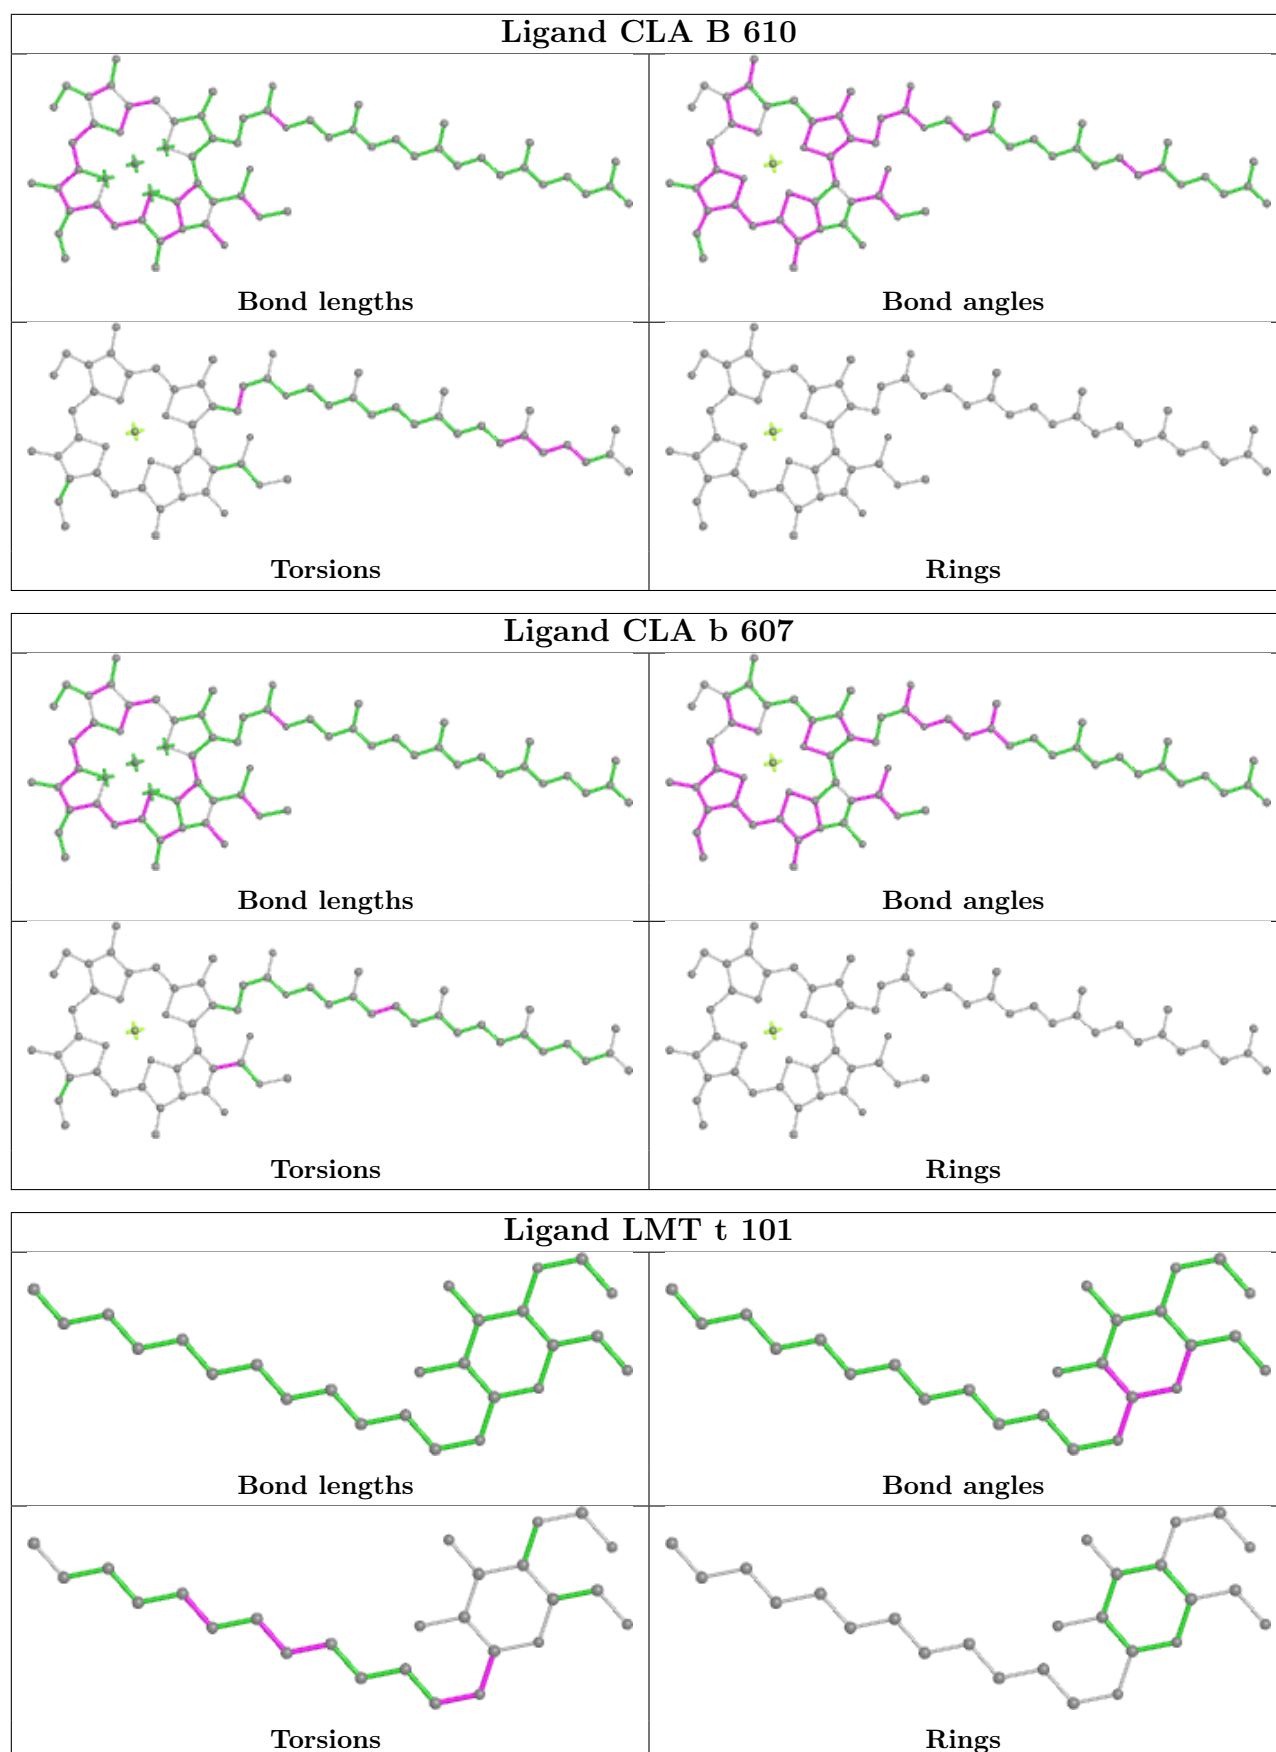 Ligand CLA B 610
Bond lengths
Bond angles
Torsions
Rings
Ligand CLA b 607
Bond lengths
Bond angles
Torsions
Rings
Ligand LMT t 101
Bond lengths
Bond angles
Torsions
Rings